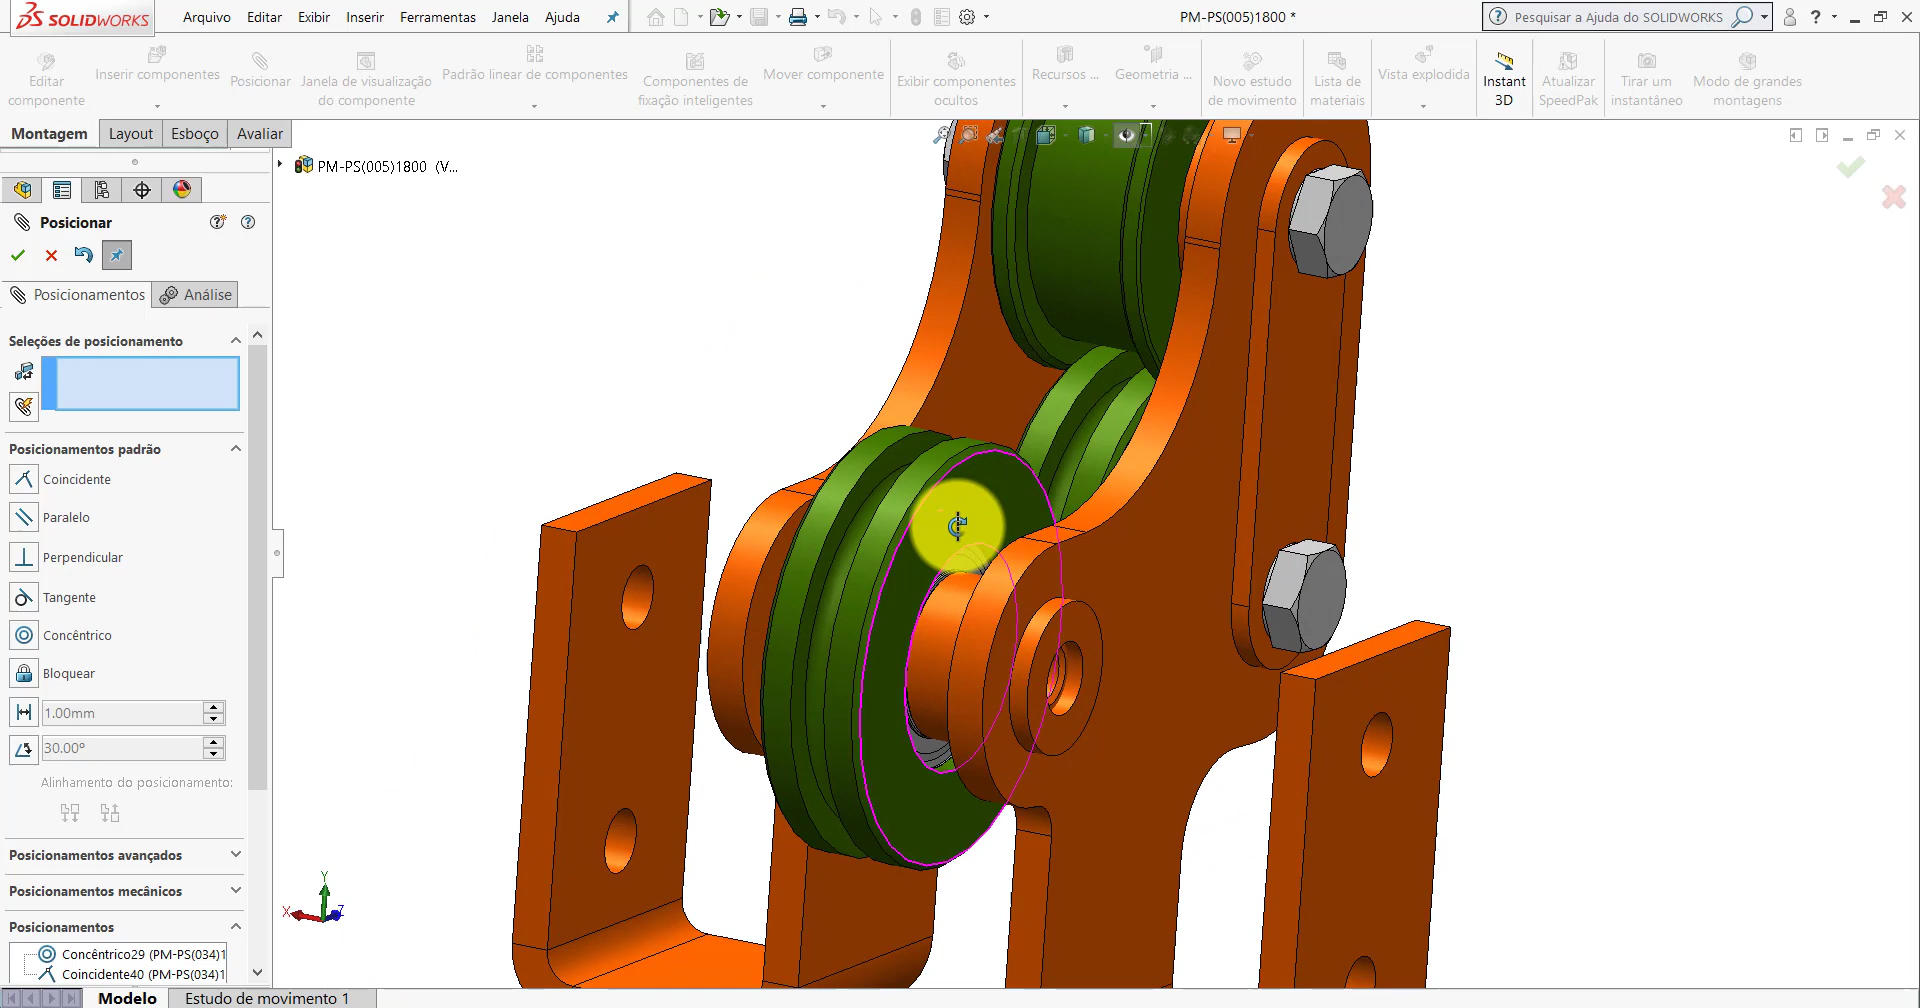 SOLIDWORKS
Arquivo Editar Exibir Inserir Ferramentas Janela Ajuda
PM-PS(005)1800 *
Pesquisar a Ajuda do SOLIDWORKS
Editar componente
Inserir componentes
Posicionar
Janela de visualização do componente
Padrão linear de componentes
Componentes de fixação inteligentes
Mover componente
Exibir componentes ocultos
Recursos ...
Geometria ...
Novo estudo de movimento
Lista de materiais
Vista explodida
Instant 3D
Atualizar SpeedPak
Tirar um instantâneo
Modo de grandes montagens
Montagem Layout Esboço Avaliar
PM-PS(005)1800 (V...
Posicionar
Posicionamentos Análise
Seleções de posicionamento
Posicionamentos padrão
Coincidente
Paralelo
Perpendicular
Tangente
Concêntrico
Bloquear
1.00mm
30.00°
Alinhamento do posicionamento:
Posicionamentos avançados
Posicionamentos mecânicos
Posicionamentos
Concêntrico29 (PM-PS(034)1
Coincidente40 (PM-PS(034)1
Y
X
Z
Modelo Estudo de movimento 1